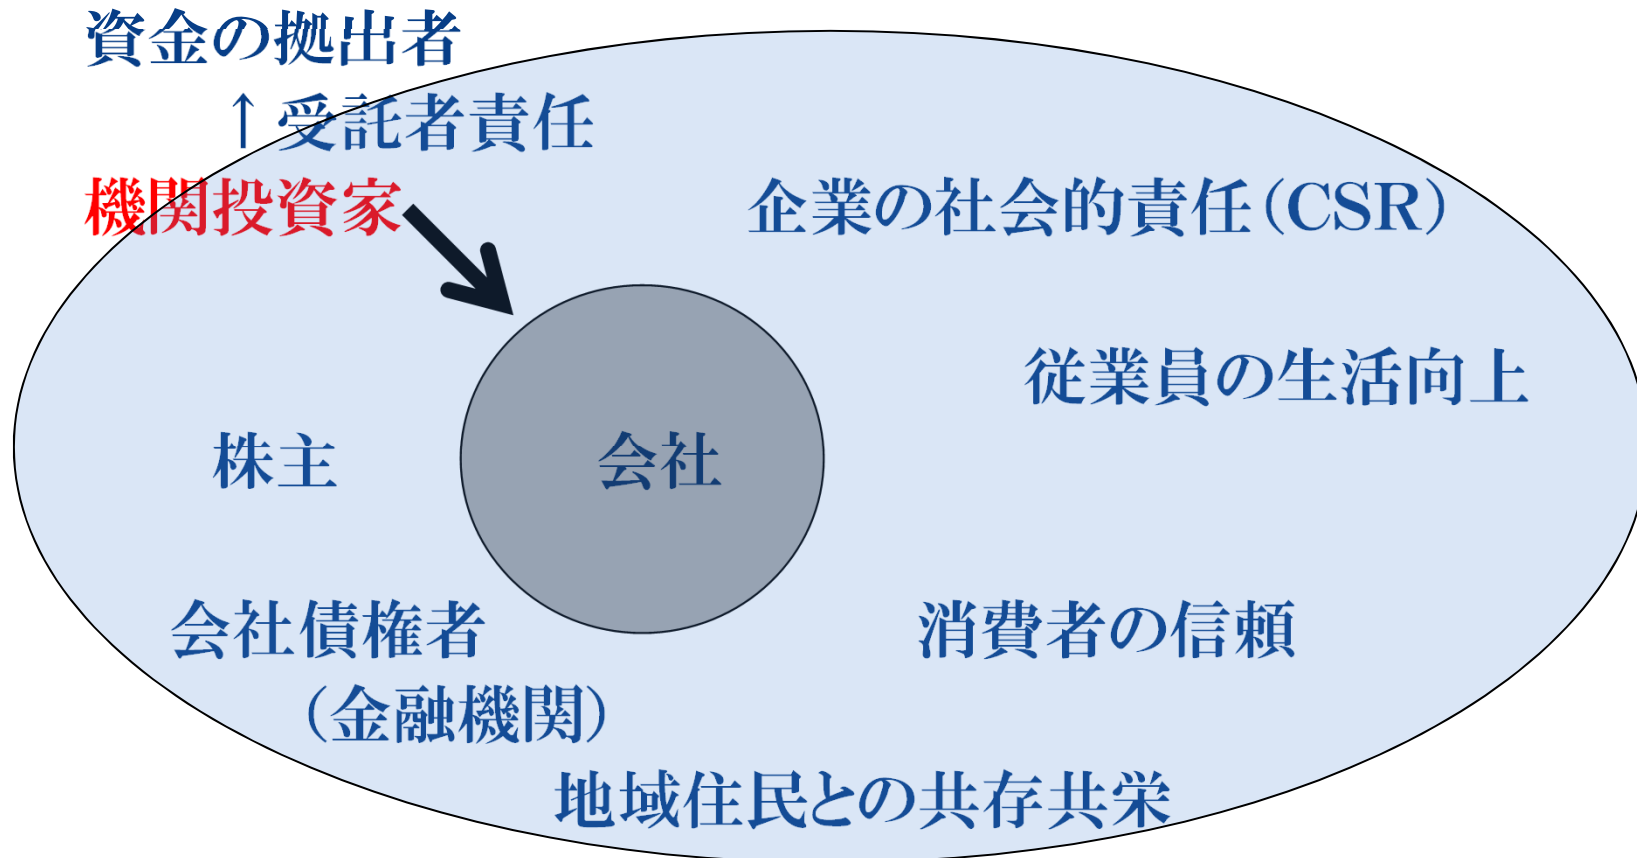 資金の拠出者
↑受託者責任
機関投資家
企業の社会的責任(CSR)
従業員の生活向上
株主
会社
会社債権者
(金融機関)
消費者の信頼
地域住民との共存共栄